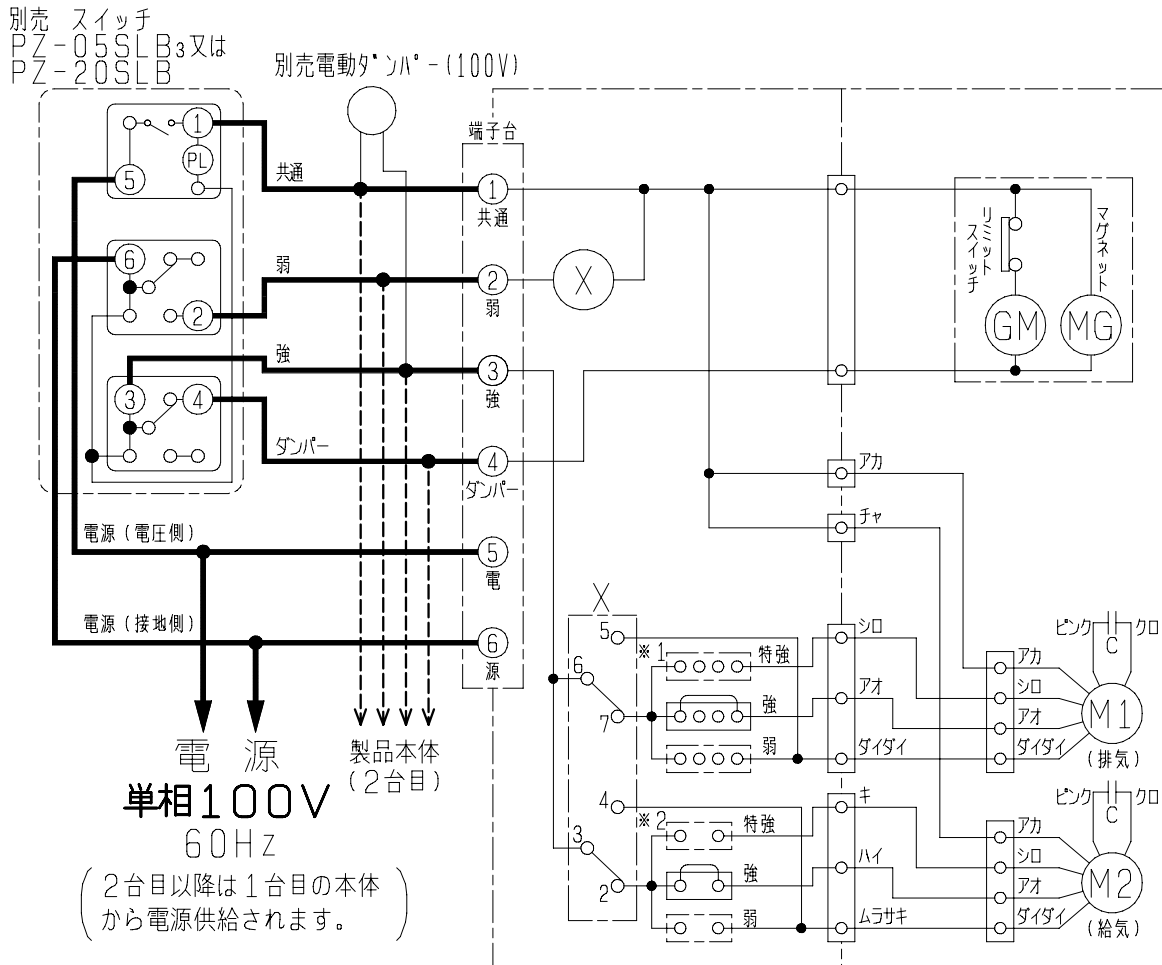 別売 スイッチ
PZ-05SLB3又は
PZ-20SLB
別売電動ダンパー(100V)
端子台
1
PL
5
共通
1
共通
6
2
弱
2
弱
X
3
4
強
3
強
ダンパー
4
ダンパー
リミットスイッチ
マグネット
GM
MG
電源(電圧側)
5
電
電源(接地側)
6
源
電 源
単相100V
60Hz
(2台目以降は1台目の本体
から電源供給されます。)
製品本体
(2台目)
アカ
チャ
X
5
6
7
※1
特強
強
弱
シロ
アオ
ダイダイ
4
3
2
※2
特強
強
弱
キ
ハイ
ムラサキ
ピンク
C
クロ
アカ
シロ
アオ
ダイダイ
M1
(排気)
ピンク
C
クロ
アカ
シロ
アオ
ダイダイ
M2
(給気)